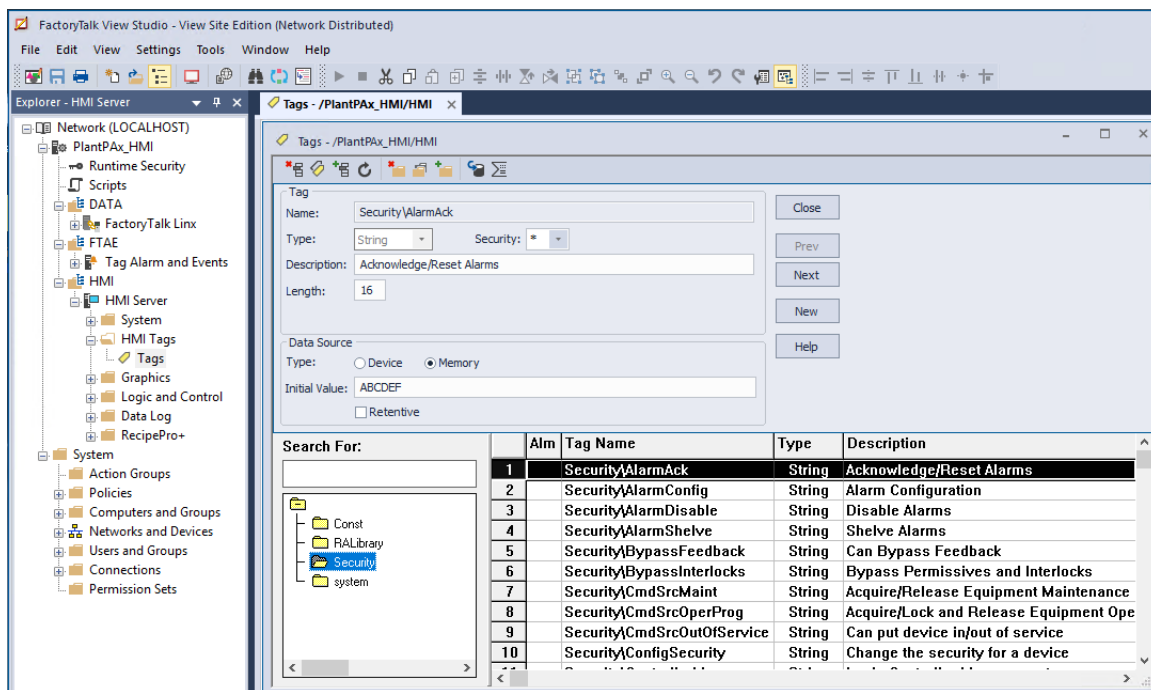 FactoryTalk View Studio - View Site Edition (Network Distributed)
File Edit View Settings Tools Window Help
Explorer - HMI Server
Tags - /PlantPAx_HMI/HMI
Network (LOCALHOST)
PlantPAx_HMI
Runtime Security
Scripts
DATA
FactoryTalk Linx
FTAE
Tag Alarm and Events
HMI
HMI Server
System
HMI Tags
Tags
Graphics
Logic and Control
Data Log
RecipePro+
System
Action Groups
Policies
Computers and Groups
Networks and Devices
Users and Groups
Connections
Permission Sets
Tags - /PlantPAx_HMI/HMI
Tag
Name: Security\AlarmAck
Type: String Security: *
Description: Acknowledge/Reset Alarms
Length: 16
Close
Prev
Next
New
Help
Data Source
Type: Device Memory
Initial Value: ABCDEF
Retentive
Search For:
Const
RALibrary
Security
system
Alm Tag Name Type Description
1 Security\AlarmAck String Acknowledge/Reset Alarms
2 Security\AlarmConfig String Alarm Configuration
3 Security\AlarmDisable String Disable Alarms
4 Security\AlarmShelve String Shelve Alarms
5 Security\BypassFeedback String Can Bypass Feedback
6 Security\BypassInterlocks String Bypass Permissives and Interlocks
7 Security\CmdSrcMaint String Acquire/Release Equipment Maintenance
8 Security\CmdSrcOperProg String Acquire/Lock and Release Equipment Ope
9 Security\CmdSrcOutOfService String Can put device in/out of service
10 Security\ConfigSecurity String Change the security for a device